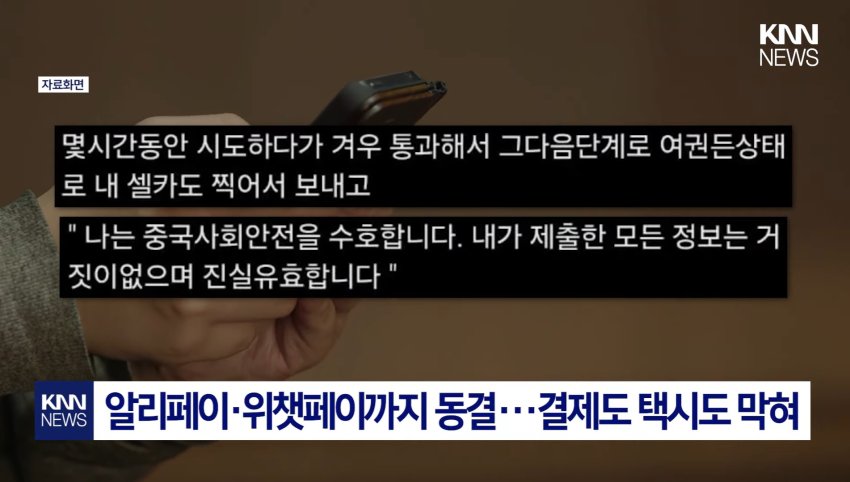 KNN
NEWS
자료화면
몇시간동안 시도하다가 겨우 통과해서 그다음단계로 여권든상태
로 내 셀카도 찍어서 보내고
" 나는 중국사회안전을 수호합니다. 내가 제출한 모든 정보는 거
짓이없으며 진실유효합니다 "
KNN
NEWS
알리페이·위챗페이까지 동결···결제도 택시도 막혀